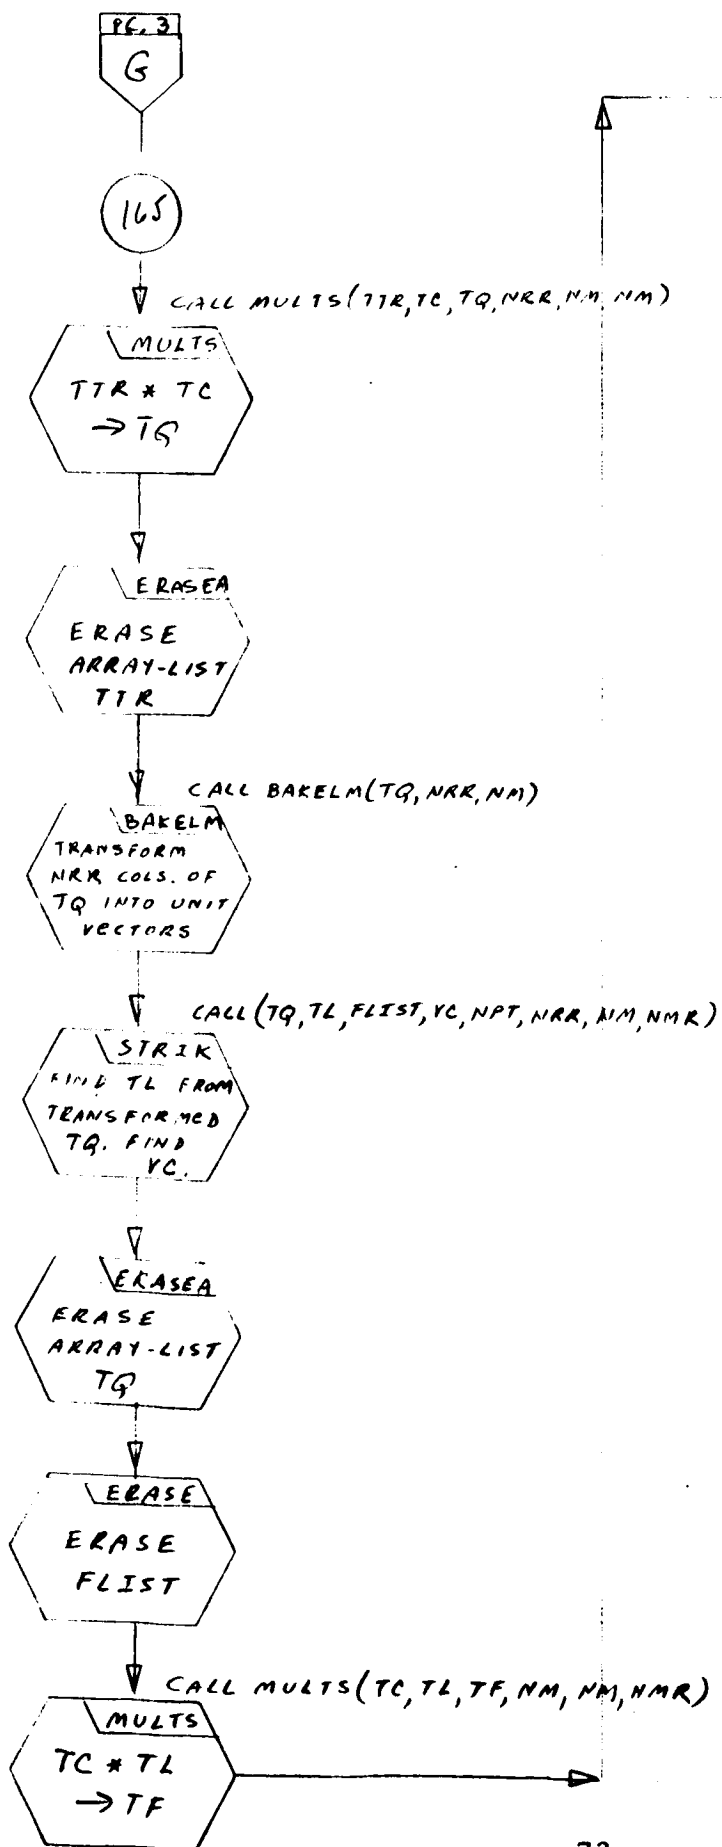 PG. 3
G
165
CALL MULTS(TTR,TC,TQ,NRR,NM,NM)
MULTS
TTR * TC
→ TQ
ERASEA
ERASE
ARRAY-LIST
TTR
CALL BAKELM(TQ,NRR,NM)
BAKELM
TRANSFORM
NRR COLS. OF
TQ INTO UNIT
VECTORS
CALL(TQ,TL,FLIST,VC,NPT,NRR,NM,NMR)
STRIK
FIND TL FROM
TRANSFORMED
TQ. FIND
VC.
ERASEA
ERASE
ARRAY-LIST
TQ
ERASE
ERASE
FLIST
CALL MULTS(TC,TL,TF,NM,NM,NMR)
MULTS
TC * TL
→ TF